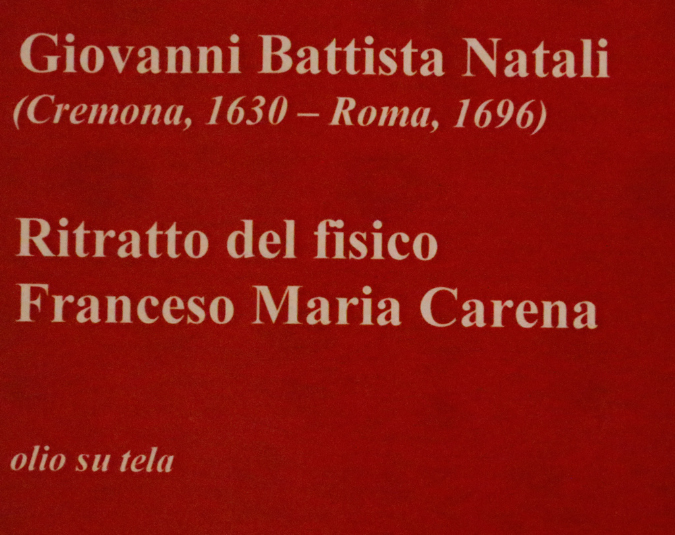 Giovanni Battista Natali
(Cremona, 1630 – Roma, 1696)
Ritratto del fisico
Franceso Maria Carena
olio su tela